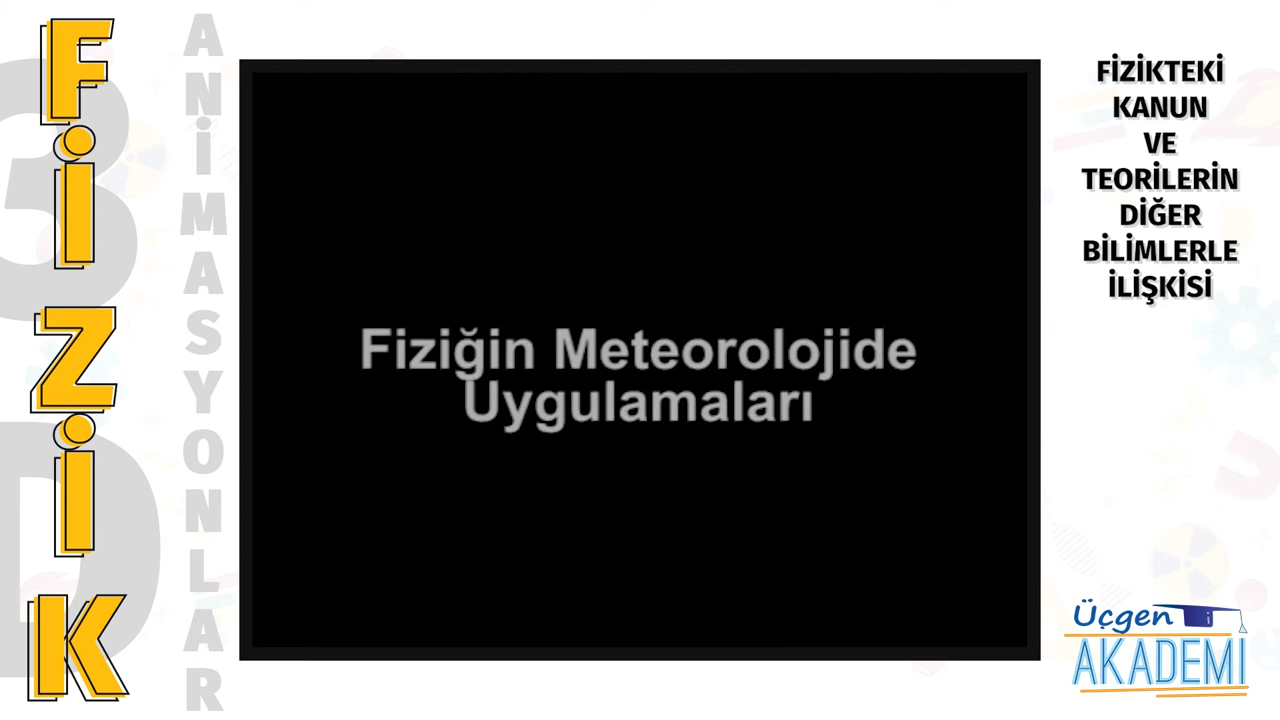 FİZİK
3D
ANİMASYONLAR
Fiziğin Meteorolojide
Uygulamaları
FİZİKTEKİ
KANUN
VE
TEORİLERİN
DİĞER
BİLİMLERLE
İLİŞKİSİ
Üçgen
AKADEMİ